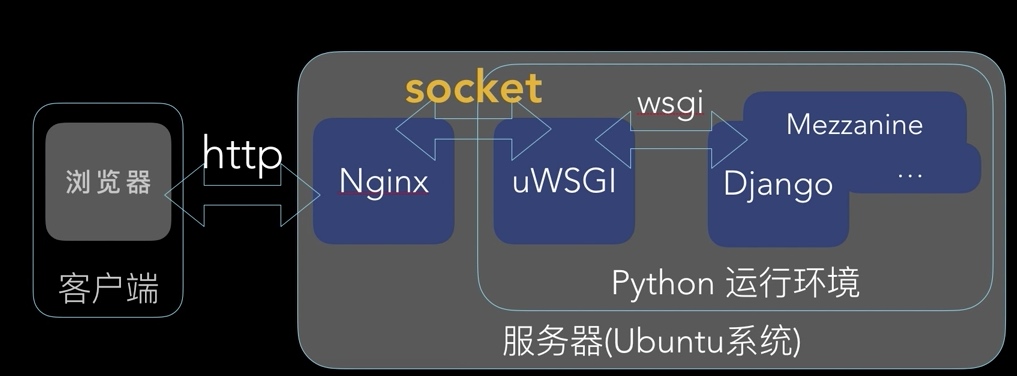 socket
wsgi
Mezzanine
...
http
浏览器
Nginx
uWSGI
Django
客户端
Python 运行环境
服务器(Ubuntu系统)